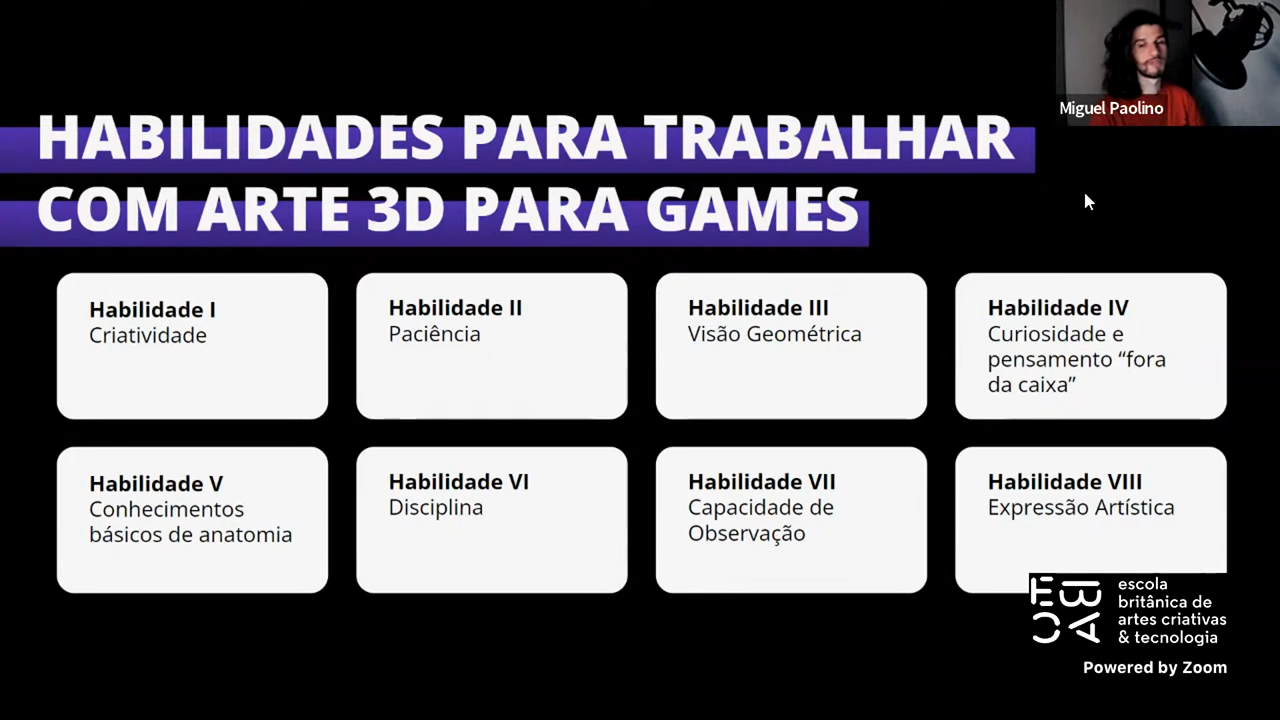 Miguel Paolino
HABILIDADES PARA TRABALHAR
COM ARTE 3D PARA GAMES
Habilidade I
Criatividade
Habilidade II
Paciência
Habilidade III
Visão Geométrica
Habilidade IV
Curiosidade e
pensamento “fora
da caixa”
Habilidade V
Conhecimentos
básicos de anatomia
Habilidade VI
Disciplina
Habilidade VII
Capacidade de
Observação
Habilidade VIII
Expressão Artística
escola
britânica de
artes criativas
& tecnologia
Powered by Zoom